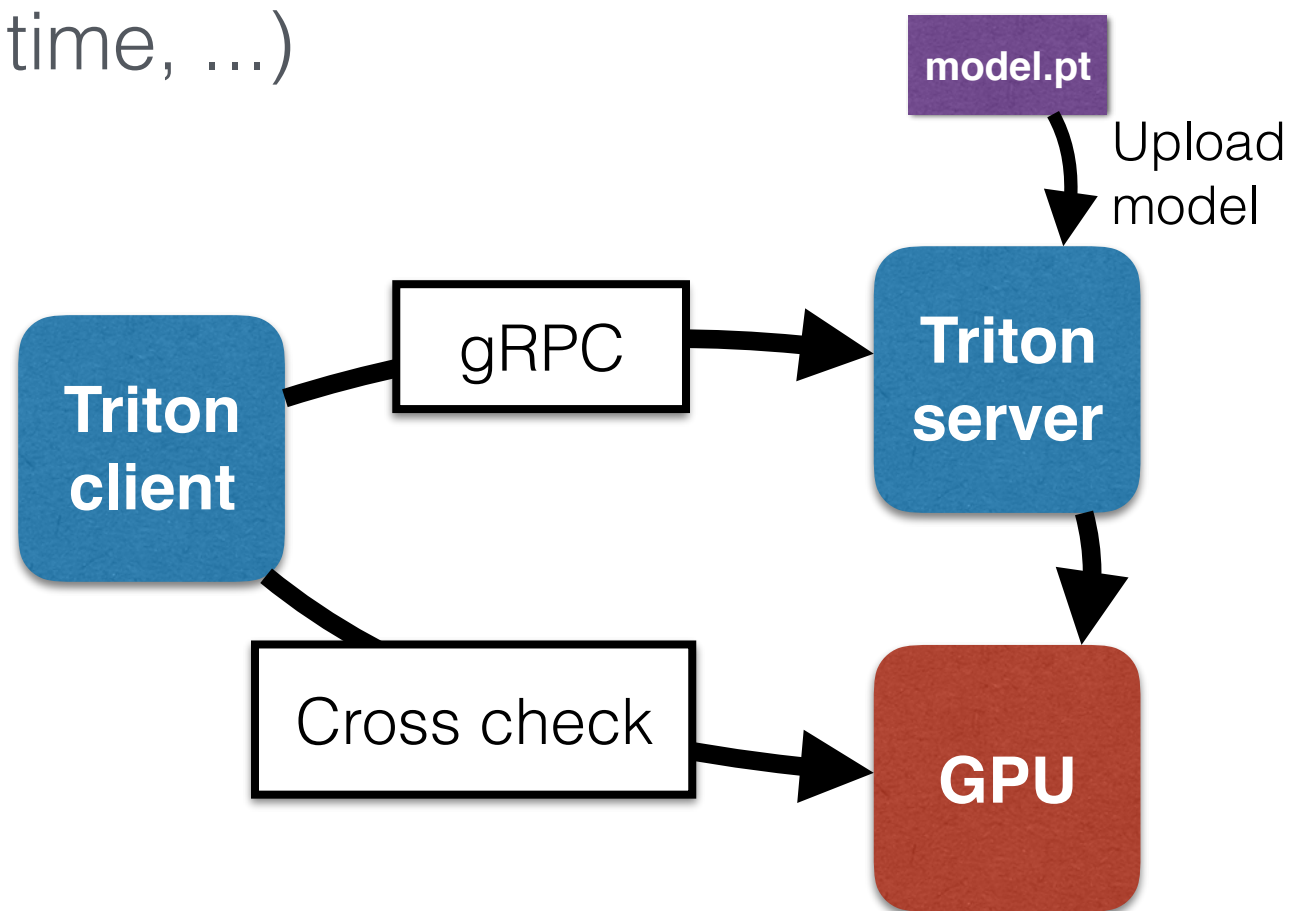 time, ...)
model.pt
Upload
model
gRPC
Triton
server
Triton
client
Cross check
GPU